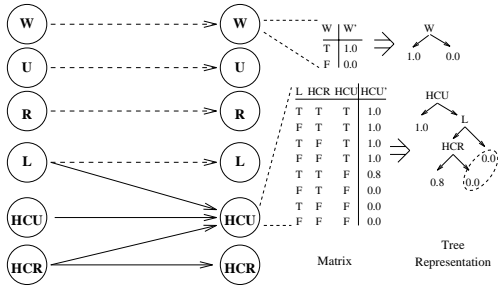 W W
U U
R R
L L
HCU HCU
HCR HCR
W W'
T 1.0
F 0.0
W
1.0 0.0
L HCR HCU HCU'
T T T 1.0
F T T 1.0
T F T 1.0
F F T 1.0
T T F 0.8
F T F 0.0
T F F 0.0
F F F 0.0
Matrix
HCU
1.0 L
HCR 0.0
0.8 0.0
Tree
Representation